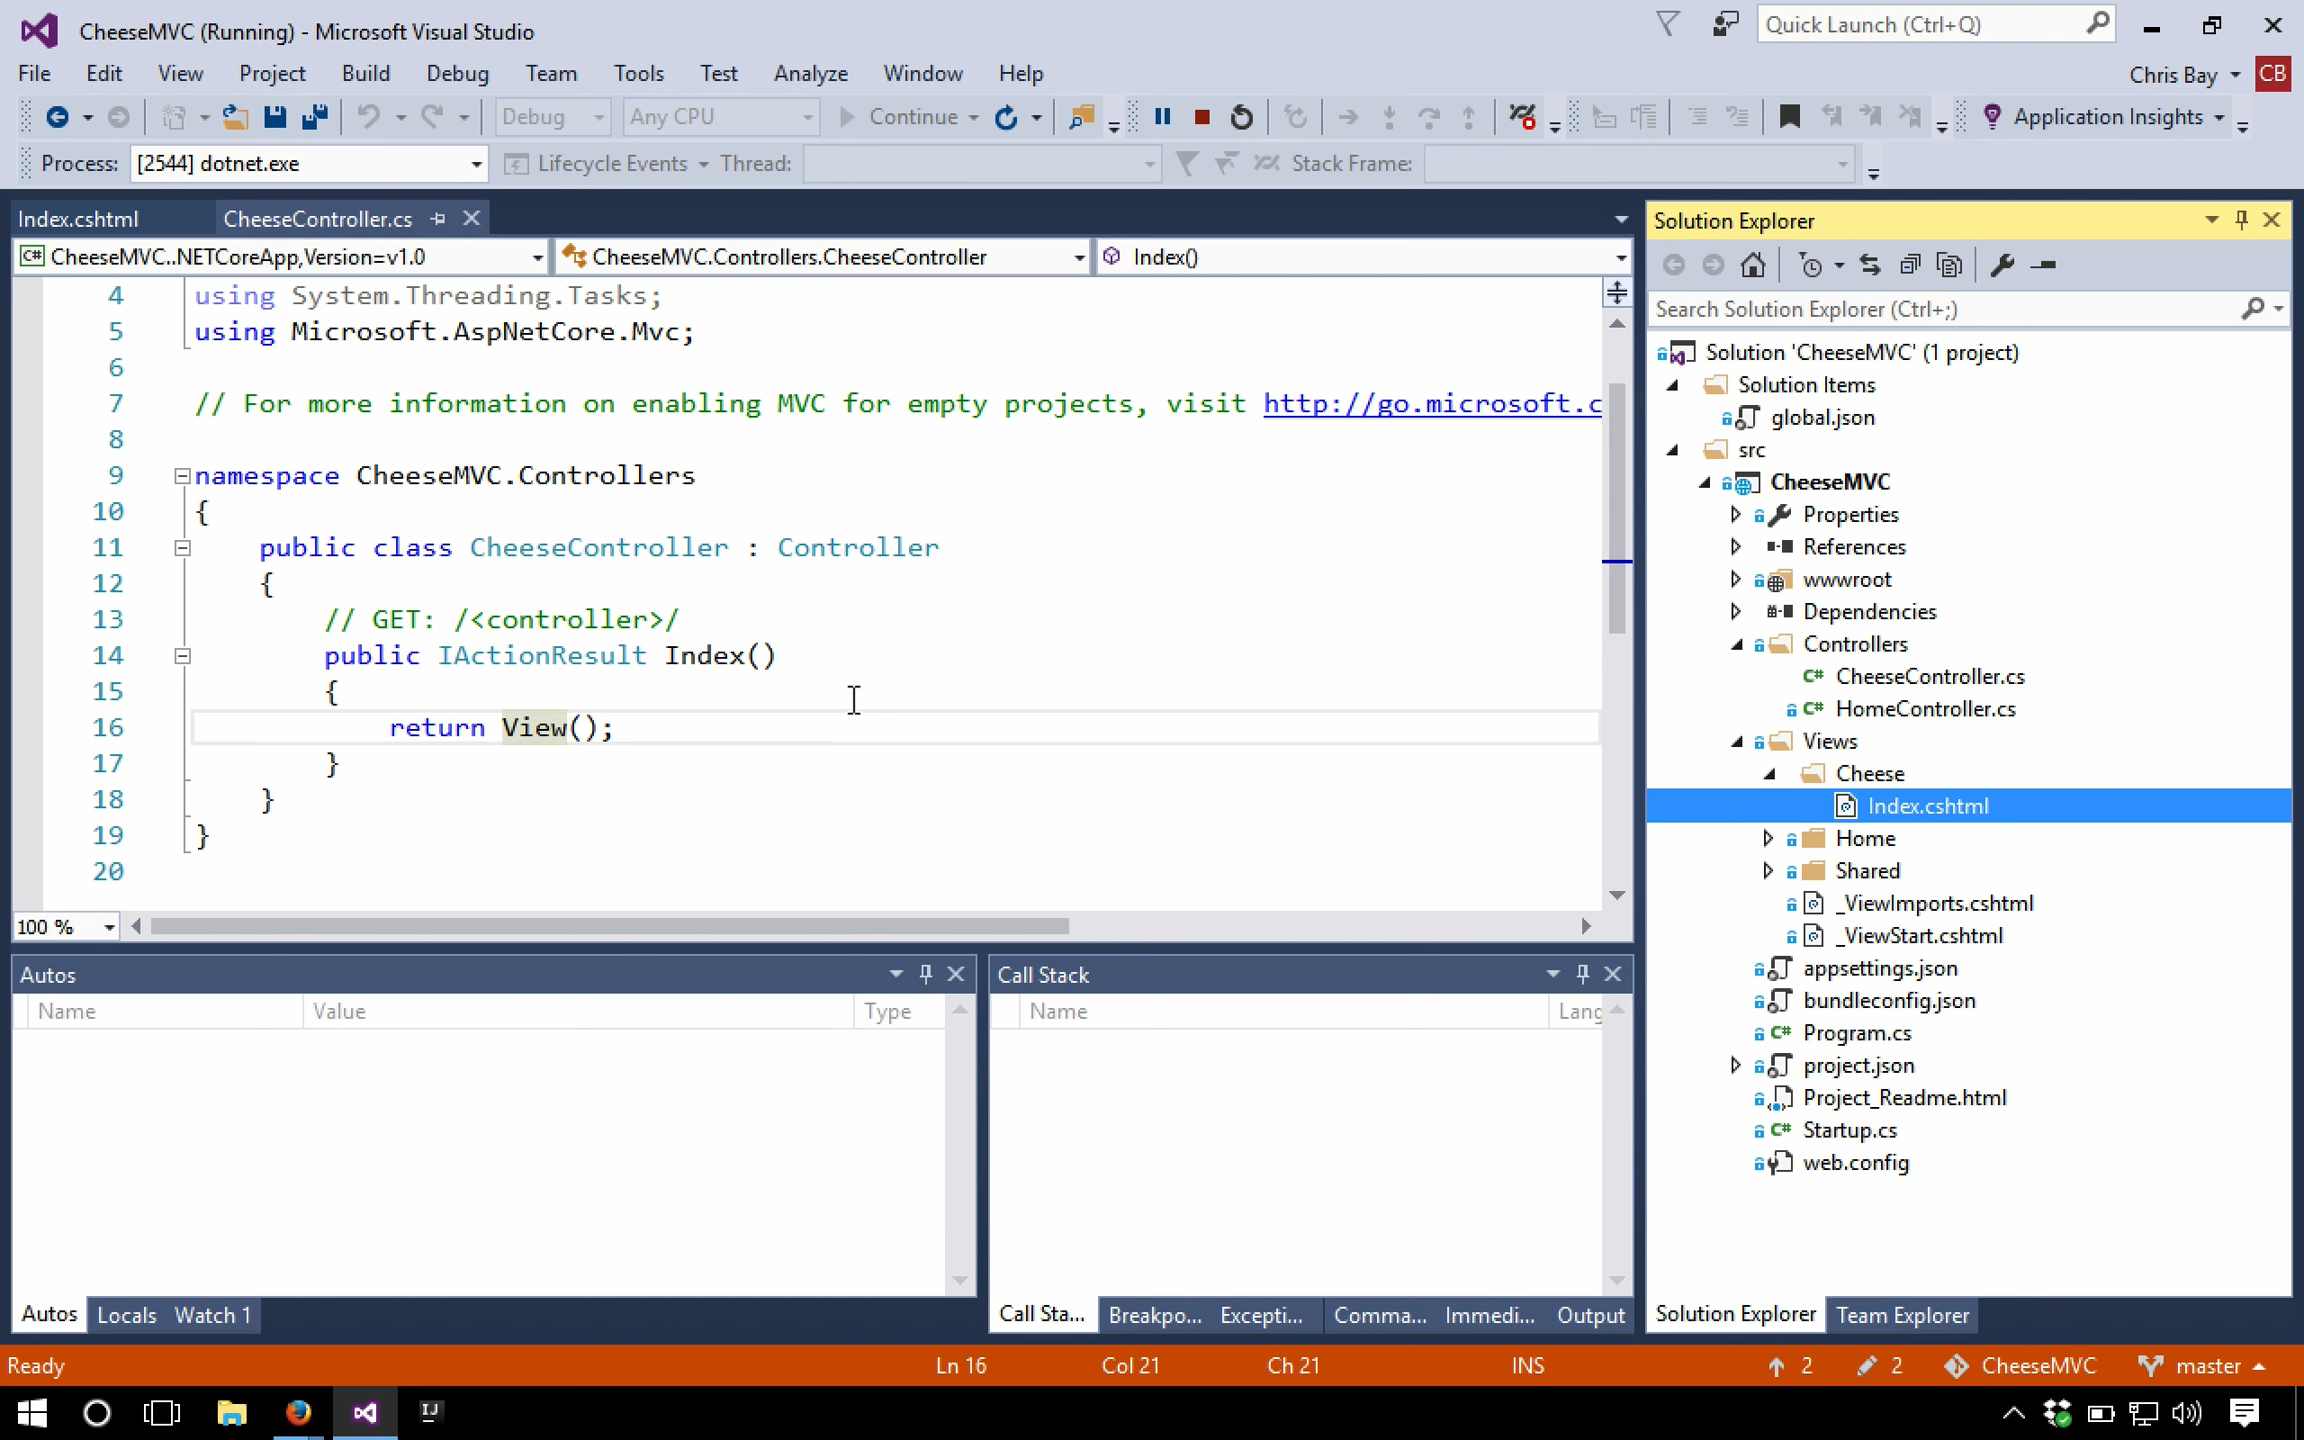 CheeseMVC (Running) - Microsoft Visual Studio
Quick Launch (Ctrl+Q)
File Edit View Project Build Debug Team Tools Test Analyze Window Help
Chris Bay CB
Debug Any CPU Continue Application Insights
Process: [2544] dotnet.exe Lifecycle Events Thread: Stack Frame:
Index.cshtml CheeseController.cs
C# CheeseMVC..NETCoreApp,Version=v1.0 CheeseMVC.Controllers.CheeseController Index()
4 using System.Threading.Tasks;
5 using Microsoft.AspNetCore.Mvc;
6
7 // For more information on enabling MVC for empty projects, visit http://go.microsoft.c
8
9 namespace CheeseMVC.Controllers
10 {
11 public class CheeseController : Controller
12 {
13 // GET: /<controller>/
14 public IActionResult Index()
15 {
16 return View();
17 }
18 }
19 }
20
100 %
Autos
Name Value Type
Autos Locals Watch 1
Call Stack
Name Lang
Call Sta... Breakpo... Excepti... Comma... Immedi... Output
Solution Explorer
Search Solution Explorer (Ctrl+;)
Solution 'CheeseMVC' (1 project)
Solution Items
global.json
src
CheeseMVC
Properties
References
wwwroot
Dependencies
Controllers
C# CheeseController.cs
C# HomeController.cs
Views
Cheese
Index.cshtml
Home
Shared
_ViewImports.cshtml
_ViewStart.cshtml
appsettings.json
bundleconfig.json
C# Program.cs
project.json
Project_Readme.html
C# Startup.cs
web.config
Solution Explorer Team Explorer
Ready Ln 16 Col 21 Ch 21 INS 2 2 CheeseMVC master
IJ